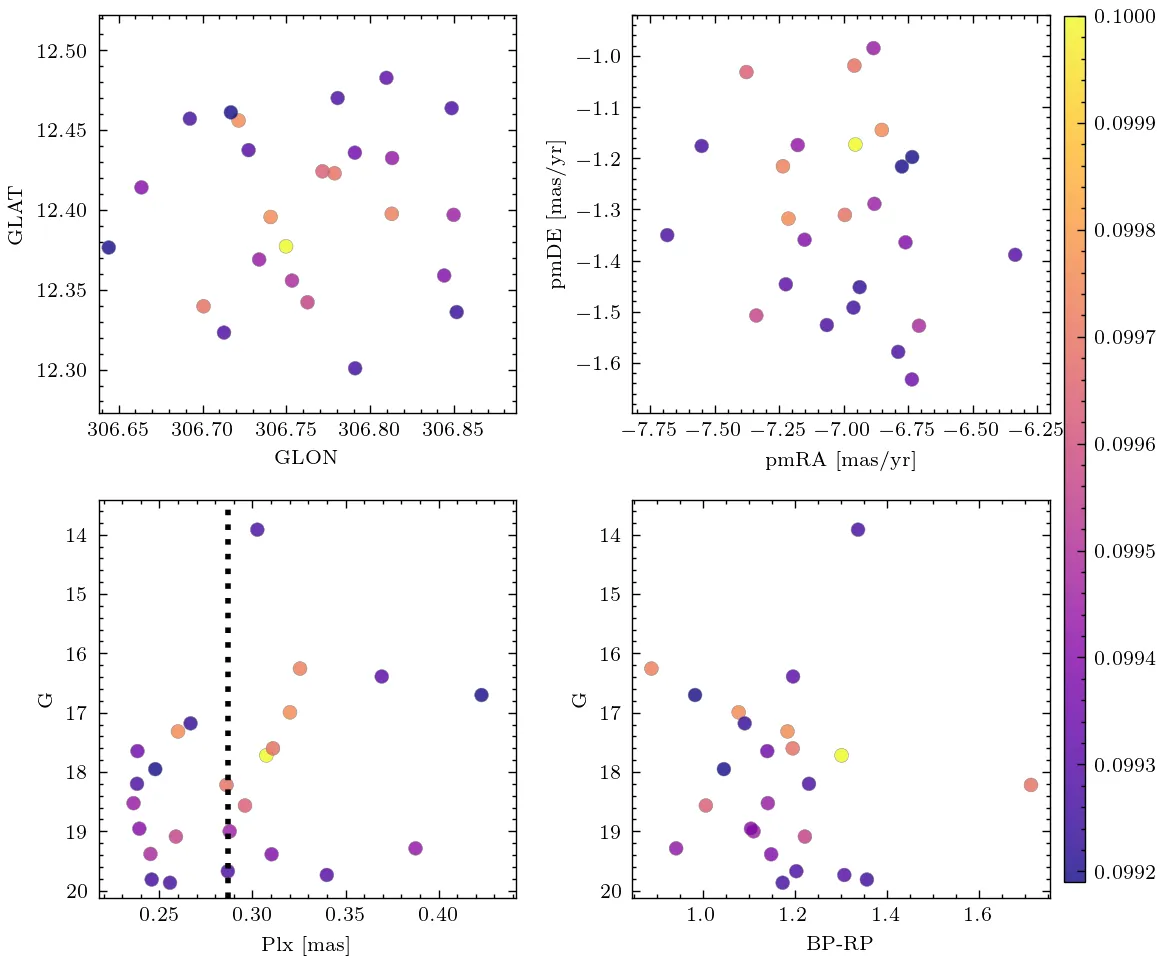 12.50
12.45
12.40
12.35
12.30
GLAT
306.65 306.70 306.75 306.80 306.85
GLON
−1.0
−1.1
−1.2
−1.3
−1.4
−1.5
−1.6
pmDE [mas/yr]
−7.75 −7.50 −7.25 −7.00 −6.75 −6.50 −6.25
pmRA [mas/yr]
14
15
16
17
18
19
20
G
0.25 0.30 0.35 0.40
Plx [mas]
14
15
16
17
18
19
20
G
1.0 1.2 1.4 1.6
BP-RP
0.1000
0.0999
0.0998
0.0997
0.0996
0.0995
0.0994
0.0993
0.0992